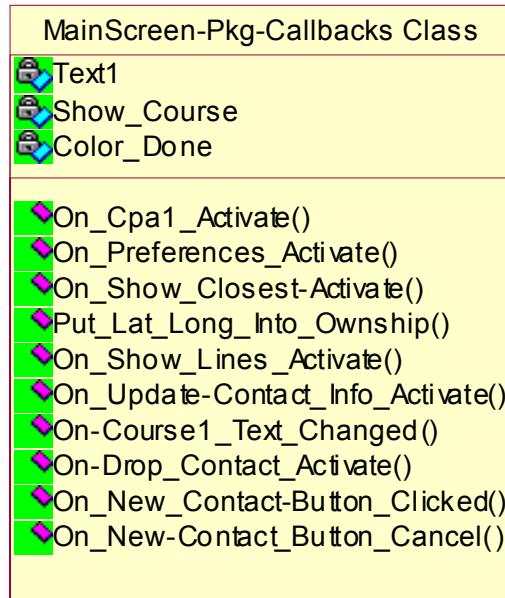 MainScreen-Pkg-Callbacks Class
Text1
Show_Course
Color_Done
On_Cpa1_Activate()
On_Preferences_Activate()
On_Show_Closest-Activate()
Put_Lat_Long_Into_Ownship()
On_Show_Lines_Activate()
On_Update-Contact_Info_Activate()
On-Course1_Text_Changed()
On-Drop_Contact_Activate()
On_New_Contact-Button_Clicked()
On_New-Contact_Button_Cancel()